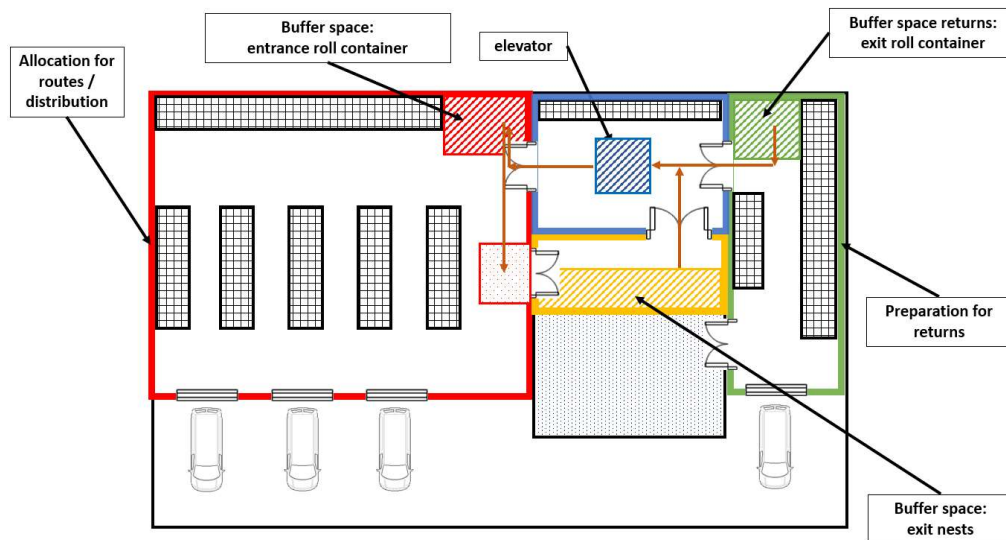 Buffer space:
entrance roll container
elevator
Buffer space returns:
exit roll container
Allocation for
routes /
distribution
Preparation for
returns
Buffer space:
exit nests